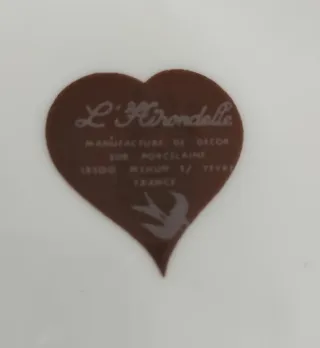 L'Hirondelle
MANUFACTURE DE DECOR
SUR PORCELAINE
18500 MEHUN S/ YEVRE
FRANCE